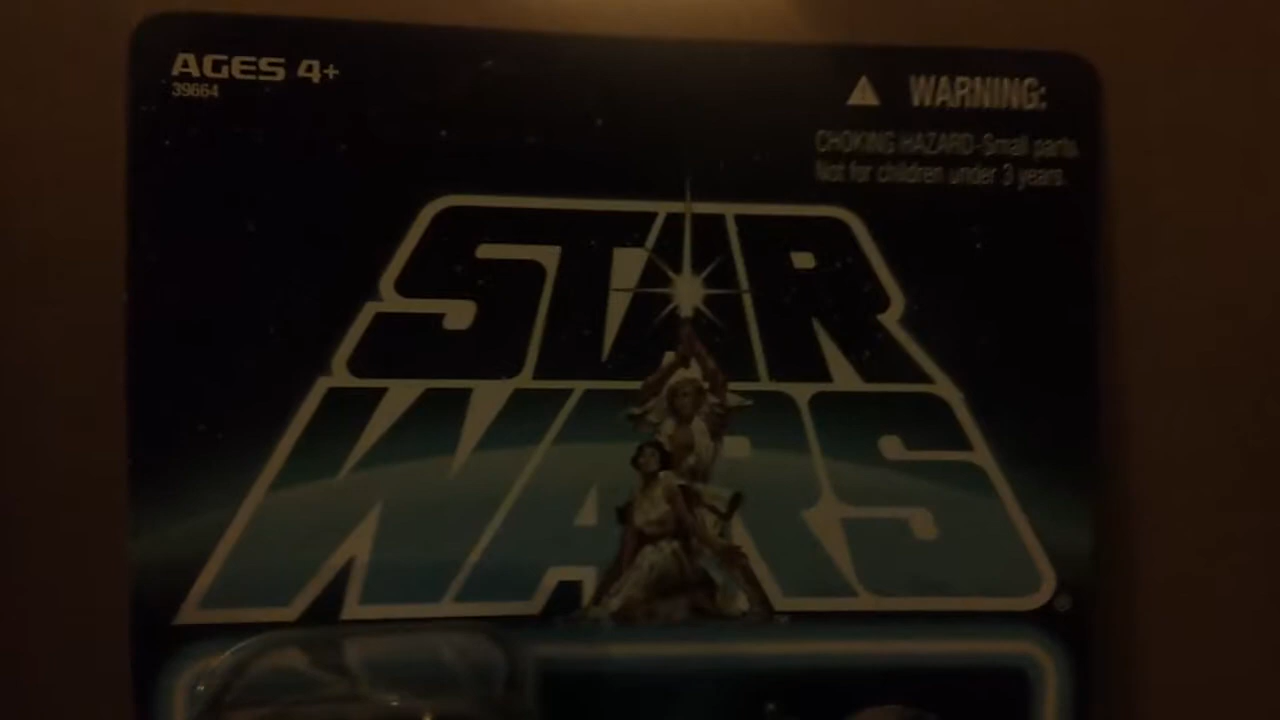 AGES 4+
39664
WARNING:
CHOKING HAZARD-Small parts.
Not for children under 3 years.
STAR
WARS